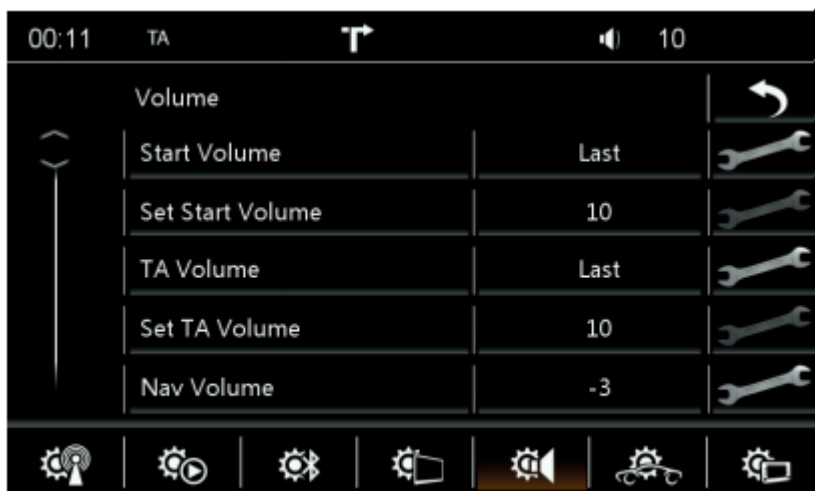 00:11 TA 10
Volume
Start Volume Last
Set Start Volume 10
TA Volume Last
Set TA Volume 10
Nav Volume -3